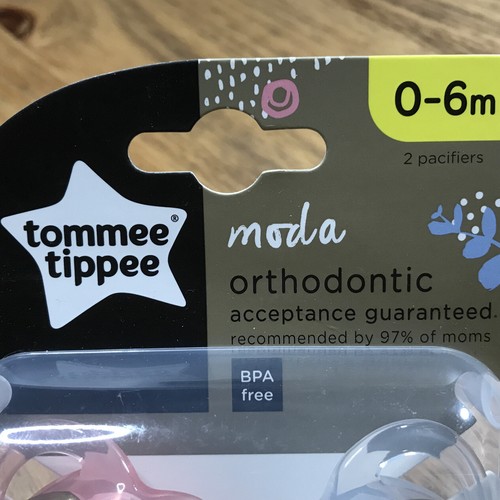 0-6m
2 pacifiers
tommee®
tippee
moda
orthodontic
acceptance guaranteed.
recommended by 97% of moms
BPA
free